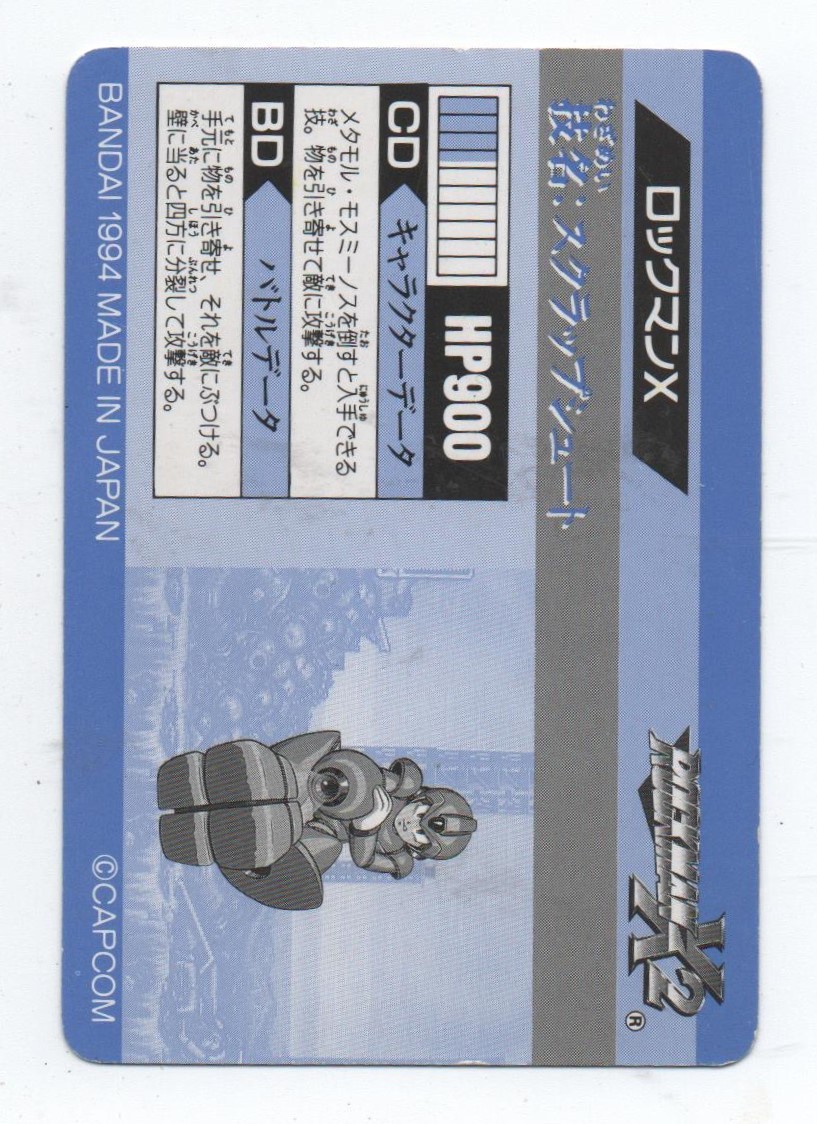 ロックマンX
ROCKMAN X2
®
わざめい
技名:スクラップシュート
HP900
CD キャラクターデータ
メタモル・モスミーノスを倒すと入手できる
技。物を引き寄せて敵に攻撃する。
BD バトルデータ
手元に物を引き寄せ、それを敵にぶつける。
壁に当ると四方に分裂して攻撃する。
BANDAI 1994 MADE IN JAPAN
©CAPCOM